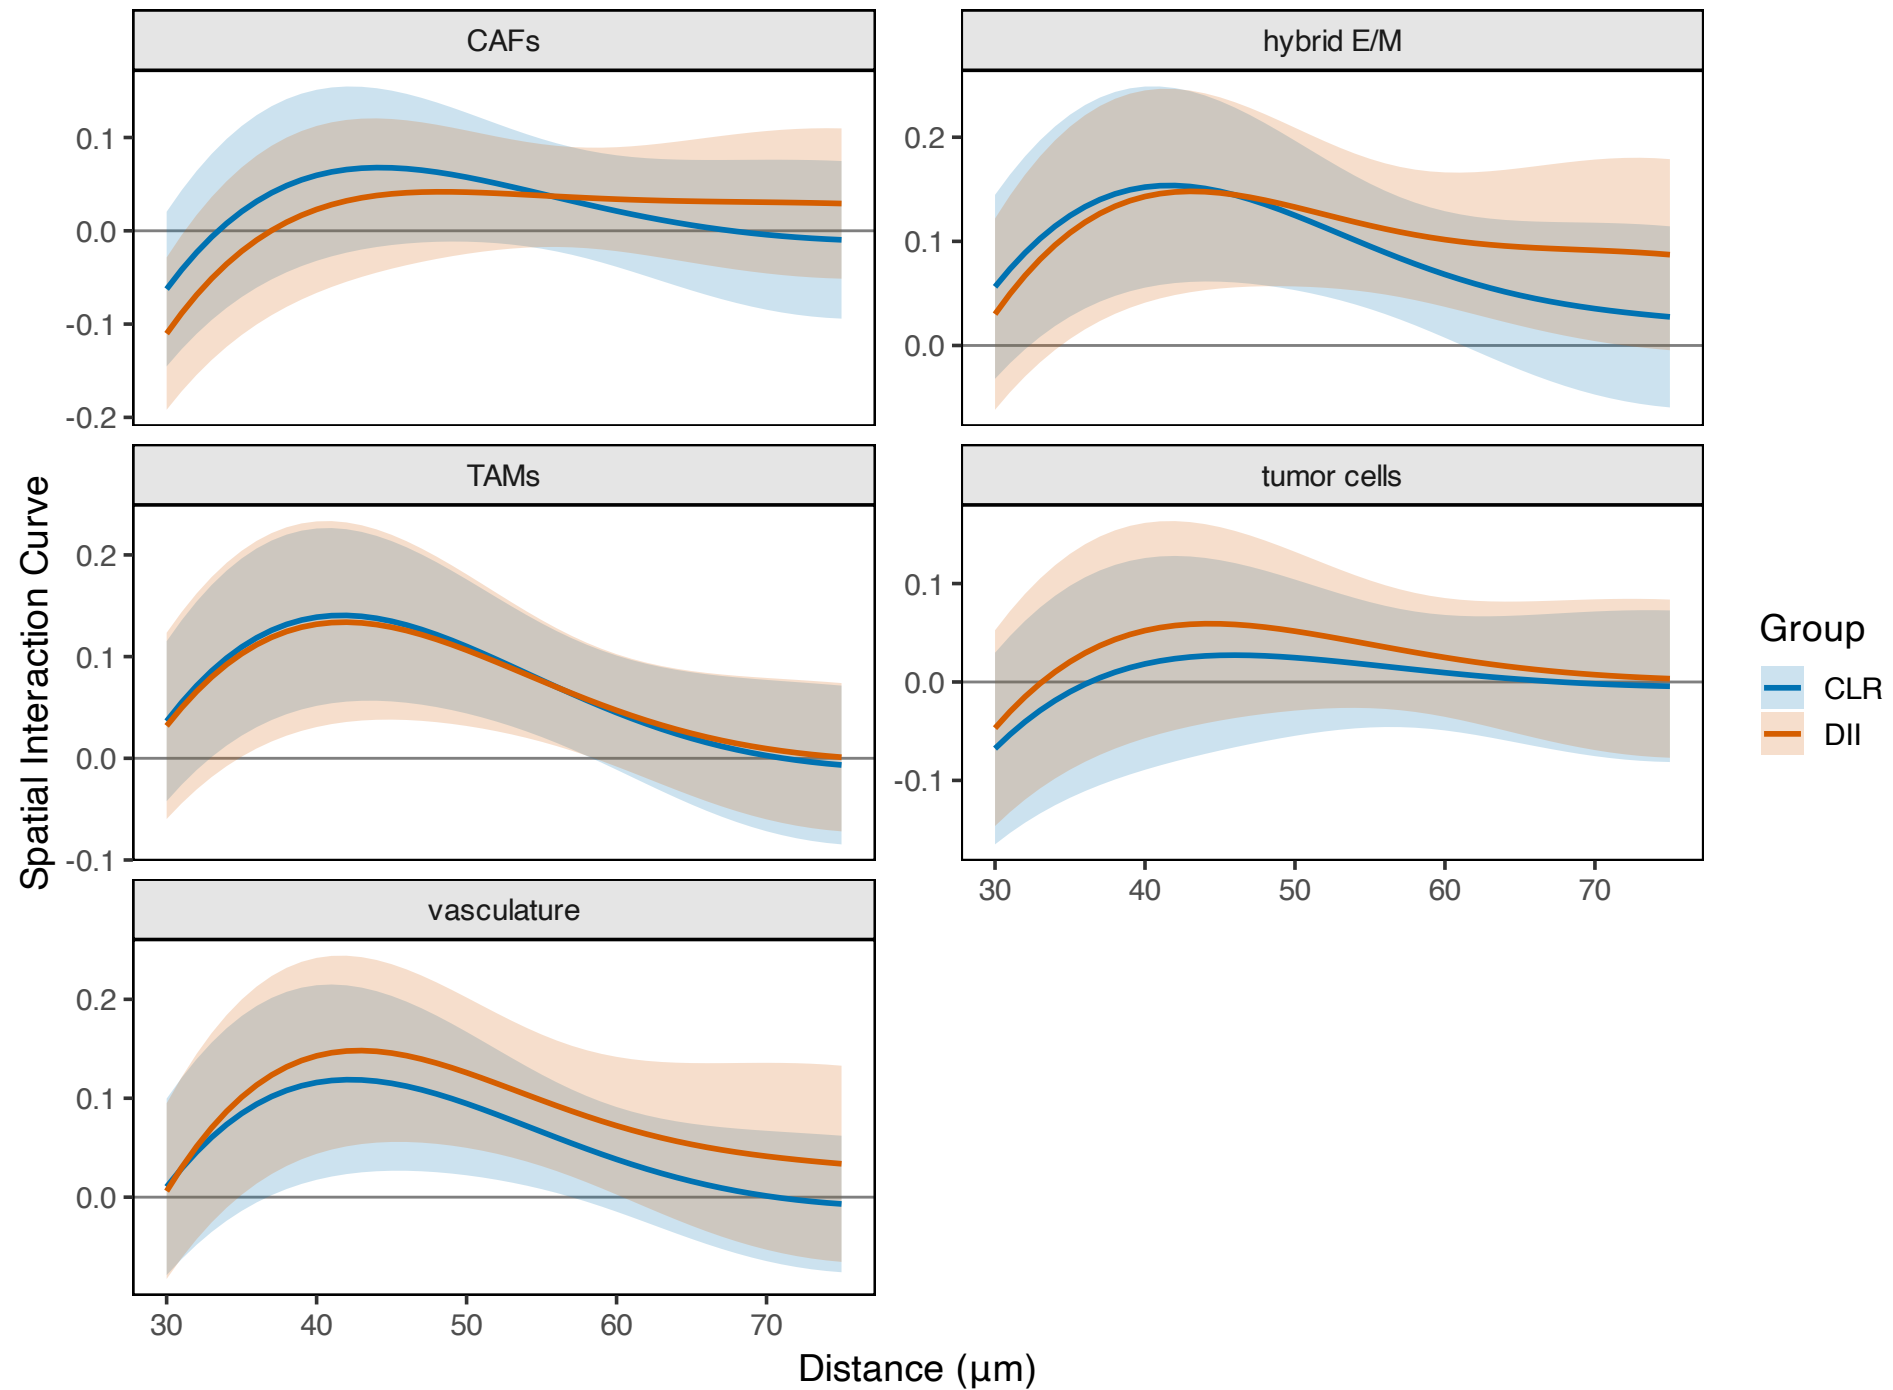 CAFs
hybrid E/M
0.1
0.0
-0.1
-0.2
0.2
0.1
0.0
TAMs
tumor cells
0.2
0.1
0.0
-0.1
0.1
0.0
-0.1
30 40 50 60 70
vasculature
0.2
0.1
0.0
30 40 50 60 70
Distance (µm)
Spatial Interaction Curve
Group
CLR
DII